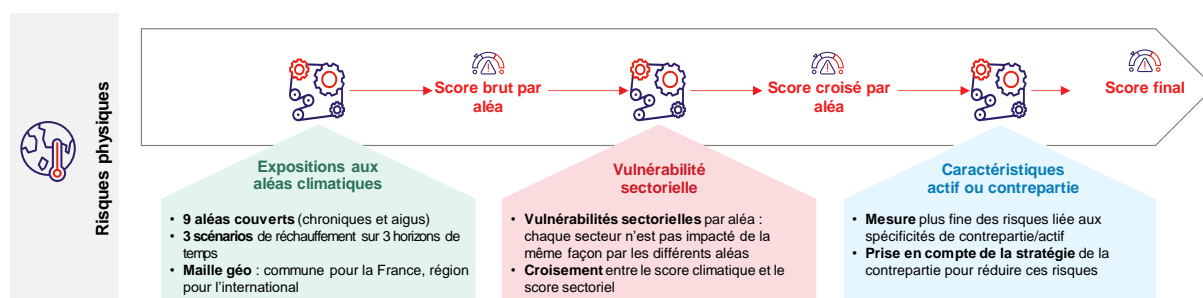 Risques physiques
Score brut par
aléa
Score croisé par
aléa
Score final
Expositions aux
aléas climatiques
• 9 aléas couverts (chroniques et aigus)
• 3 scénarios de réchauffement sur 3 horizons de
temps
• Maille géo : commune pour la France, région
pour l'international
Vulnérabilité
sectorielle
• Vulnérabilités sectorielles par aléa :
chaque secteur n'est pas impacté de la
même façon par les différents aléas
• Croisement entre le score climatique et le
score sectoriel
Caractéristiques
actif ou contrepartie
• Mesure plus fine des risques liée aux
spécificités de contrepartie/actif
• Prise en compte de la stratégie de la
contrepartie pour réduire ces risques